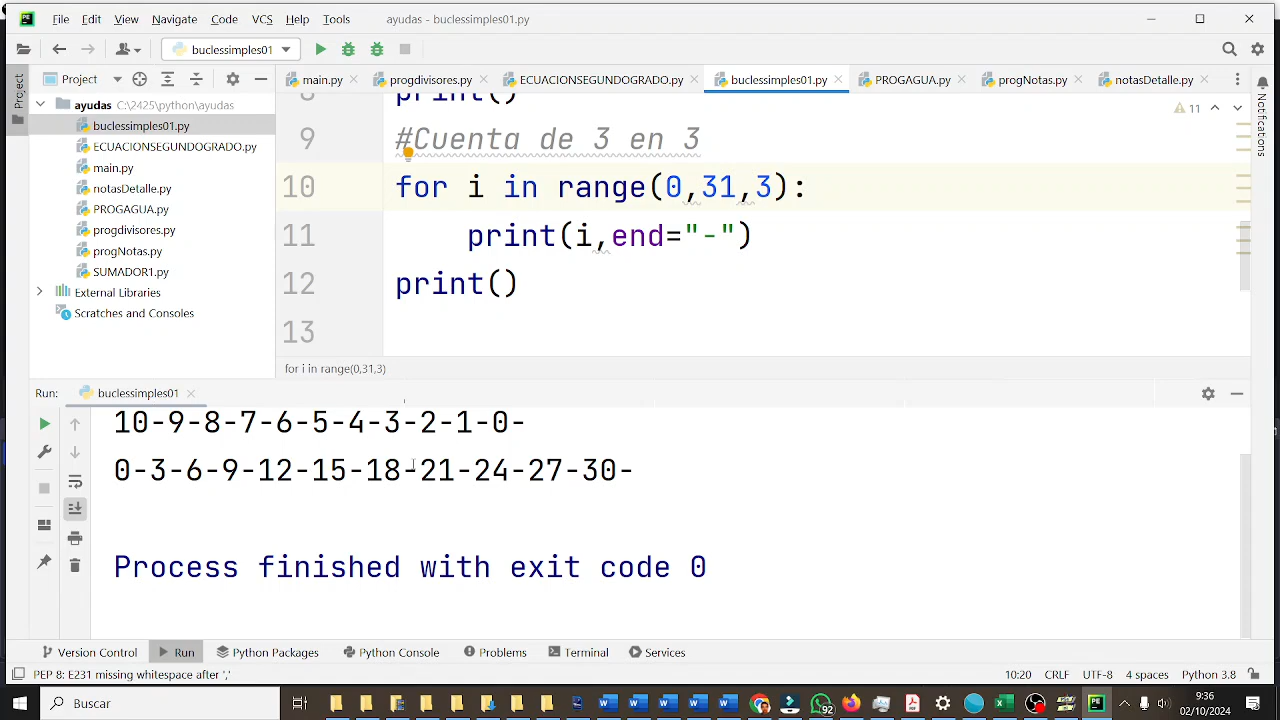 File Edit View Navigate Code VCS Help Tools ayudas - buclessimples01.py
buclessimples01
Project
main.py progdivisores.py ECUACIONSEGUNDOGRADO.py buclessimples01.py PROGAGUA.py progNotas.py notasDetalle.py
Project
ayudas C:\2425\python\ayudas
buclessimples01.py
ECUACIONSEGUNDOGRADO.py
main.py
notasDetalle.py
PROGAGUA.py
progdivisores.py
progNotas.py
SUMADOR1.py
External Libraries
Scratches and Consoles
8 print()
9 #Cuenta de 3 en 3
10 for i in range(0,31,3):
11 print(i,end="-")
12 print()
13
11
Notifications
for i in range(0,31,3)
Run: buclessimples01
10-9-8-7-6-5-4-3-2-1-0-
0-3-6-9-12-15-18-21-24-27-30-
Process finished with exit code 0
Version Control Run Python Packages Python Console Problems Terminal Services
PEP 8: E231 missing whitespace after ',' 10:20 CRLF UTF-8 4 spaces Python 3.8
Buscar
92
9:36
02/10/2024